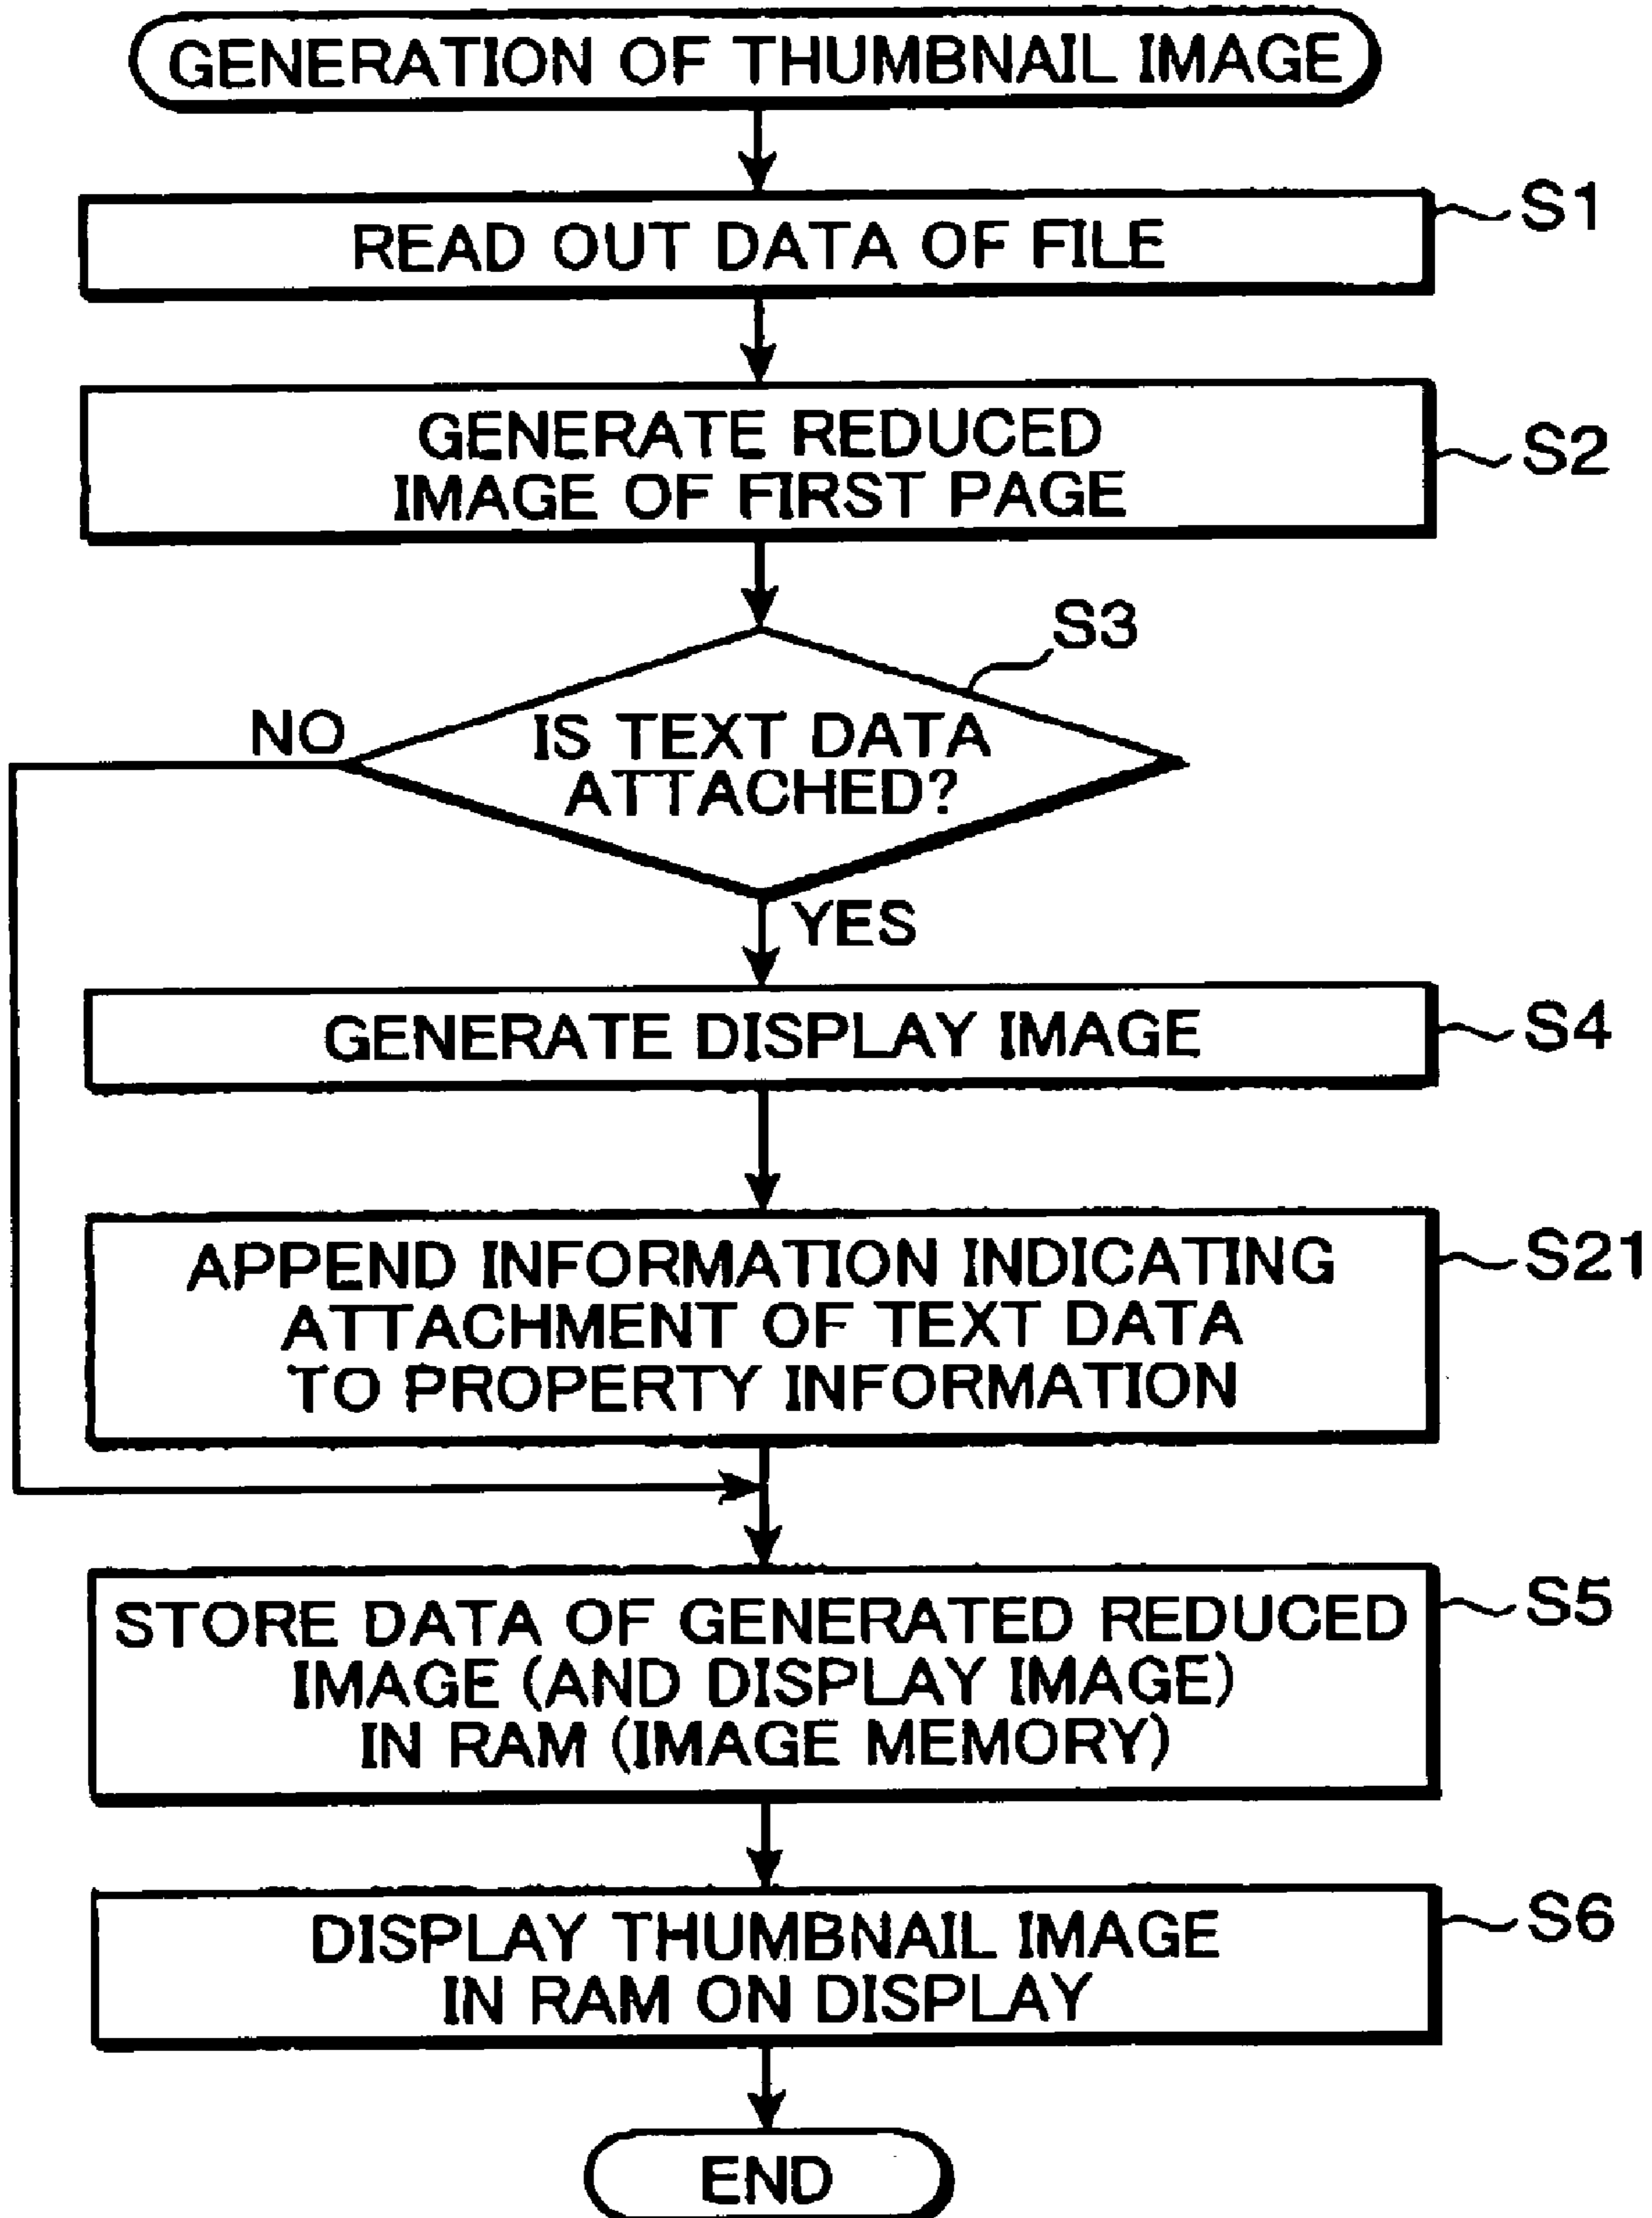 GENERATION OF THUMBNAIL IMAGE
READ OUT DATA OF FILE
S1
GENERATE REDUCED
IMAGE OF FIRST PAGE
S2
S3
IS TEXT DATA
ATTACHED?
NO
YES
GENERATE DISPLAY IMAGE
S4
APPEND INFORMATION INDICATING
ATTACHMENT OF TEXT DATA
TO PROPERTY INFORMATION
S21
STORE DATA OF GENERATED REDUCED
IMAGE (AND DISPLAY IMAGE)
IN RAM (IMAGE MEMORY)
S5
DISPLAY THUMBNAIL IMAGE
IN RAM ON DISPLAY
S6
END